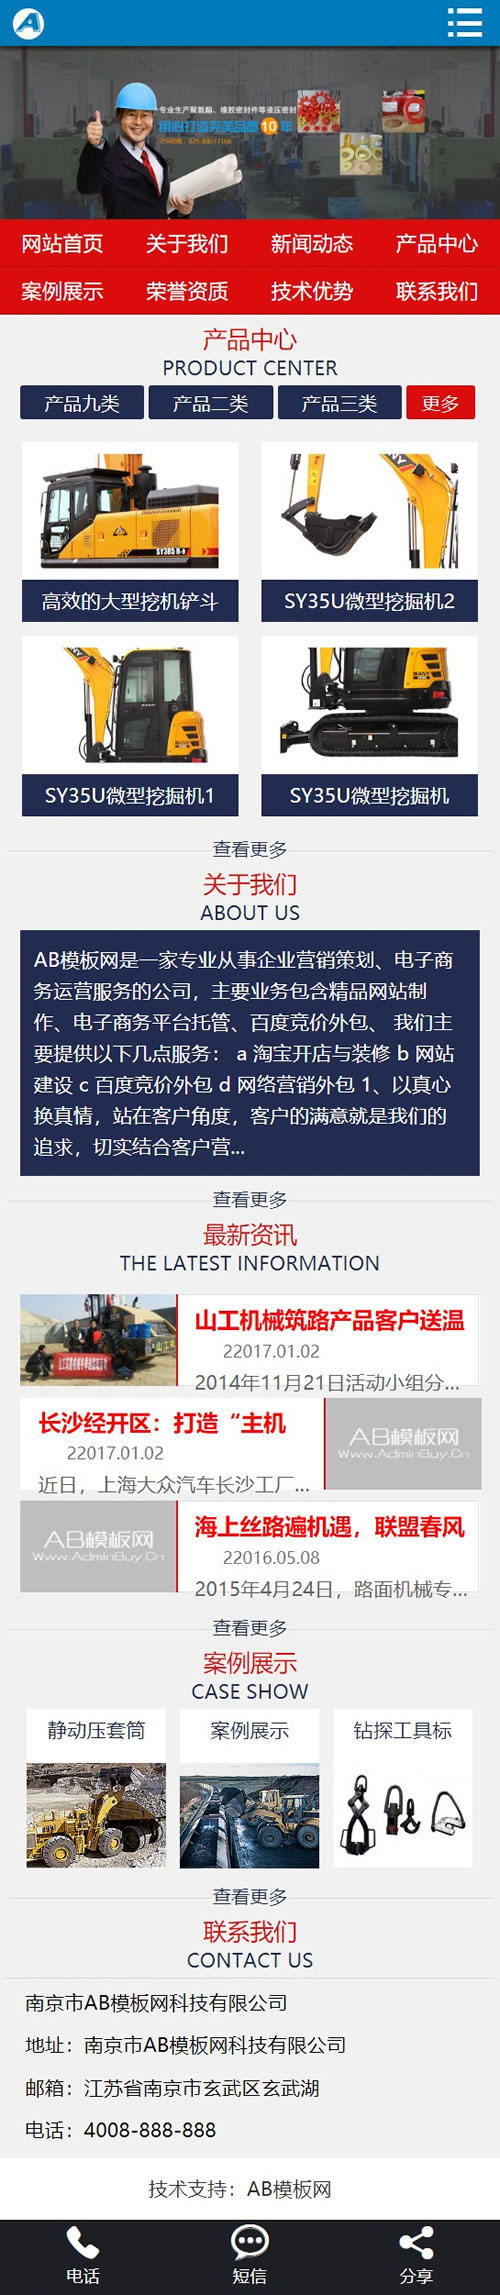 A
专业生产聚氨酯、橡胶密封件等液压密封
用心打造完美品质10年
网站首页 关于我们 新闻动态 产品中心
案例展示 荣誉资质 技术优势 联系我们
产品中心
PRODUCT CENTER
产品九类 产品二类 产品三类 更多
SY385 H-9
高效的大型挖机铲斗 SY35U微型挖掘机2
SY35U微型挖掘机1 SY35U微型挖掘机
查看更多
关于我们
ABOUT US
AB模板网是一家专业从事企业营销策划、电子商
务运营服务的公司，主要业务包含精品网站制
作、电子商务平台托管、百度竞价外包、 我们主
要提供以下几点服务： a 淘宝开店与装修 b 网站
建设 c 百度竞价外包 d 网络营销外包 1、以真心
换真情，站在客户角度，客户的满意就是我们的
追求，切实结合客户营...
查看更多
最新资讯
THE LATEST INFORMATION
山工机械筑路产品客户送温
22017.01.02
2014年11月21日活动小组分...
长沙经开区：打造“主机
22017.01.02
近日，上海大众汽车长沙工厂...
AB模板网
Www.AdminBuy.Cn
AB模板网
Www.AdminBuy.Cn
海上丝路遍机遇，联盟春风
22016.05.08
2015年4月24日，路面机械专...
查看更多
案例展示
CASE SHOW
静动压套筒 案例展示 钻探工具标
查看更多
联系我们
CONTACT US
南京市AB模板网科技有限公司
地址：南京市AB模板网科技有限公司
邮箱：江苏省南京市玄武区玄武湖
电话：4008-888-888
技术支持：AB模板网
电话 短信 分享